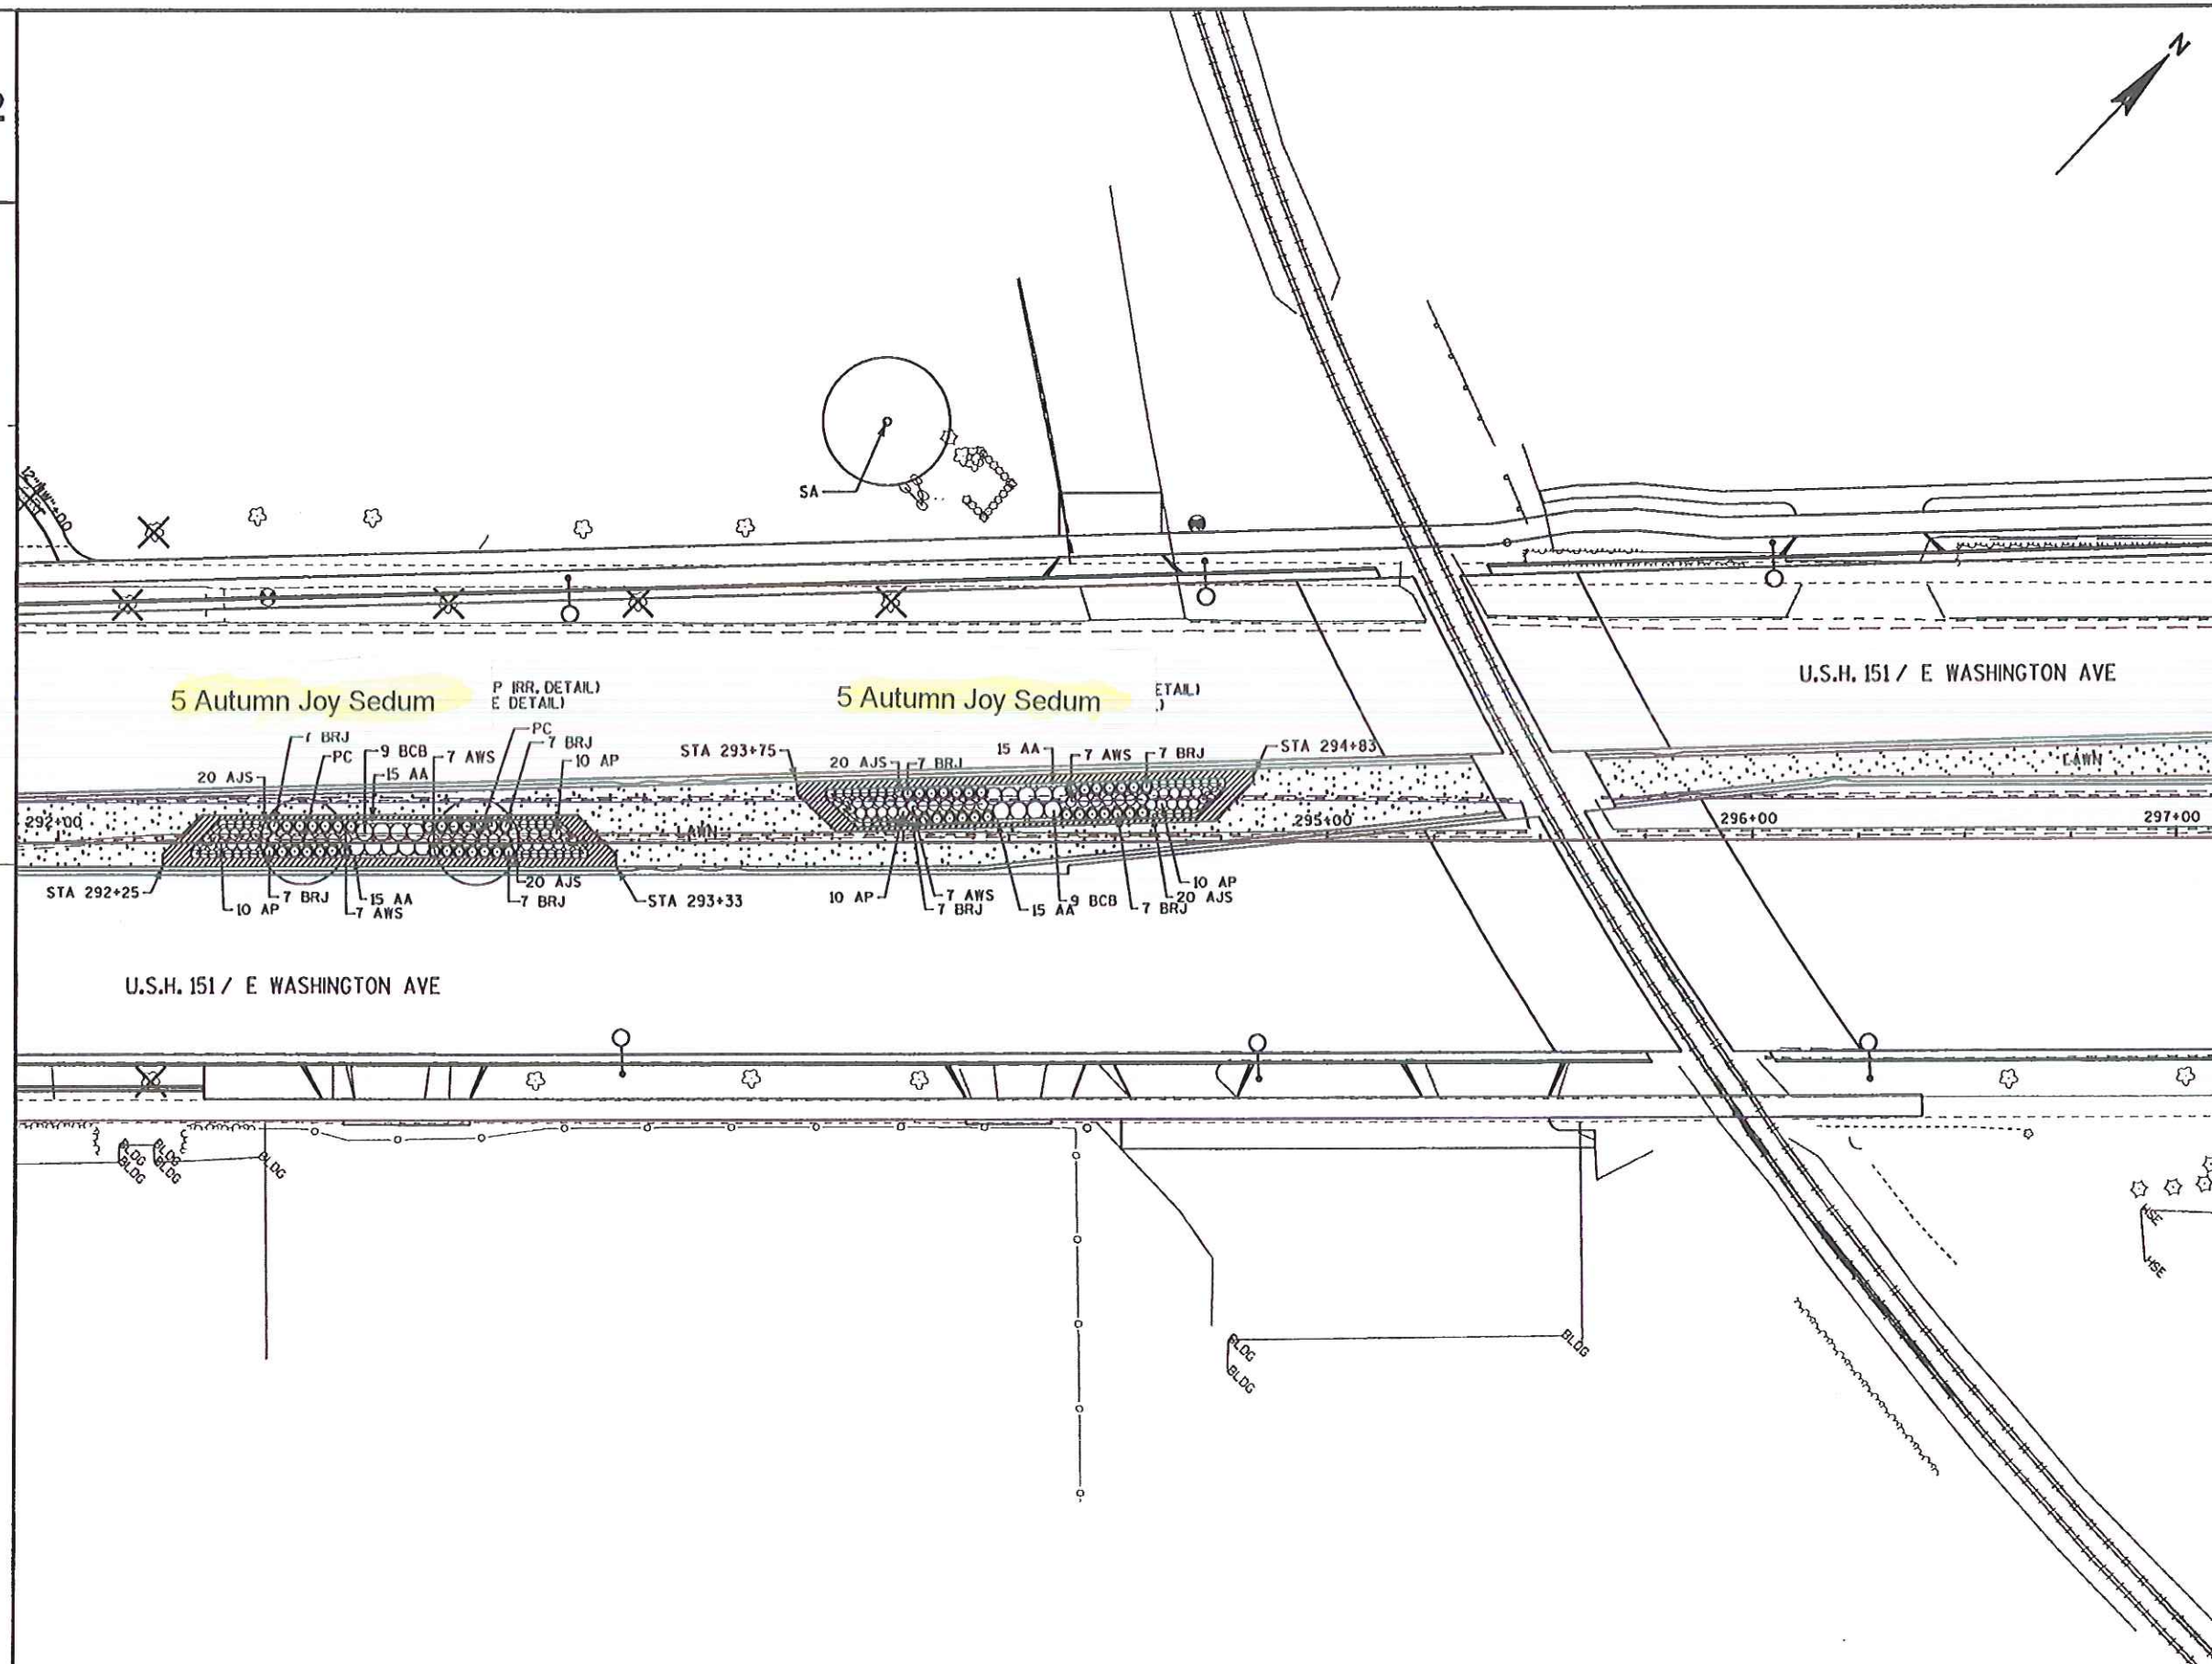 N
12"NW"+00
SA
U.S.H. 151 / E WASHINGTON AVE
5 Autumn Joy Sedum
P IRR. DETAIL)
E DETAIL)
5 Autumn Joy Sedum
ETAIL)
)
7 BRJ
PC
9 BCB
7 AWS
PC
7 BRJ
10 AP
20 AJS
15 AA
STA 293+75
20 AJS
7 BRJ
15 AA
7 AWS
7 BRJ
STA 294+83
LAWN
292+00
LAWN
295+00
296+00
297+00
STA 292+25
10 AP
7 BRJ
15 AA
7 AWS
20 AJS
7 BRJ
STA 293+33
10 AP
7 AWS
7 BRJ
15 AA
9 BCB
7 BRJ
10 AP
20 AJS
U.S.H. 151 / E WASHINGTON AVE
BLDG
BLDG
BLDG
BLDG
BLDG
HSE
HSE
BLDG
BLDG
BLDG